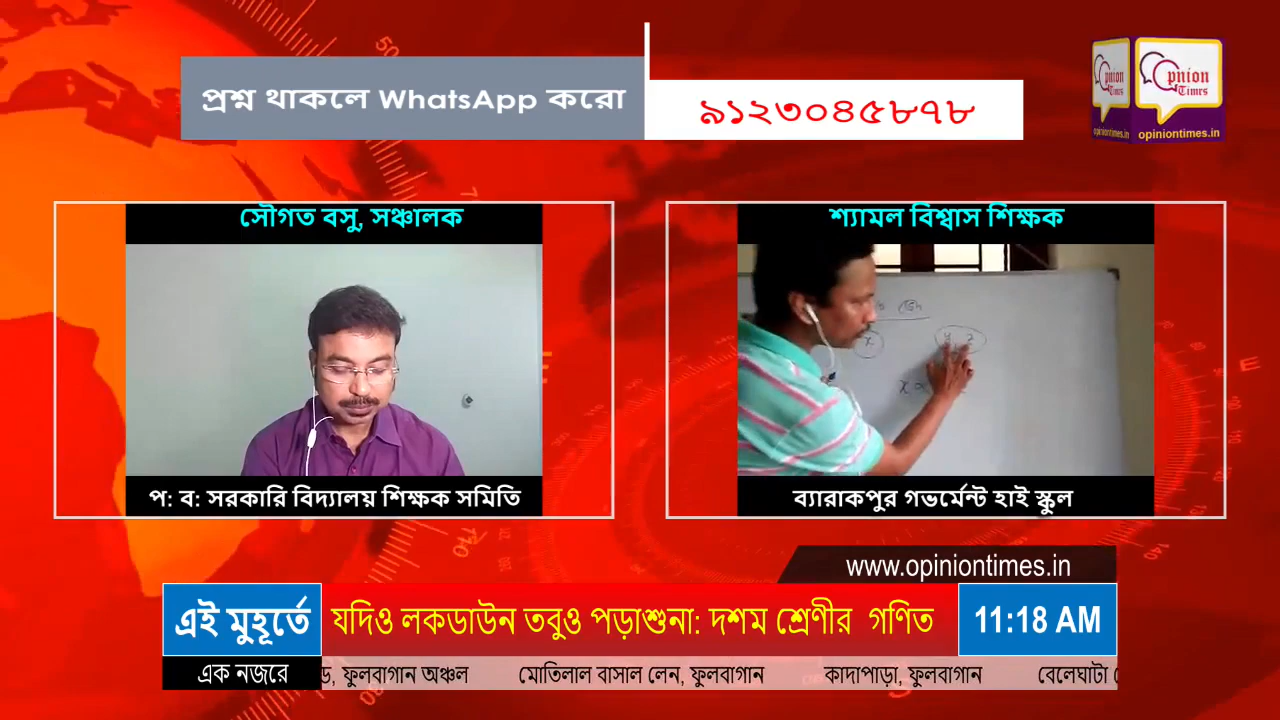 প্রশ্ন থাকলে WhatsApp করো
৯১২৩০৪৫৮৭৮
Opinion Times
opiniontimes.in
Opinion Times
opiniontimes.in
সৌগত বসু, সঞ্চালক
শ্যামল বিশ্বাস শিক্ষক
x
y z
x ∝
প: ব: সরকারি বিদ্যালয় শিক্ষক সমিতি
ব্যারাকপুর গভর্মেন্ট হাই স্কুল
www.opiniontimes.in
এই মুহূর্তে
যদিও লকডাউন তবুও পড়াশুনা: দশম শ্রেণীর গণিত
11:18 AM
এক নজরে
ফুলবাগান অঞ্চল মোতিলাল বাসাল লেন, ফুলবাগান কাদাপাড়া, ফুলবাগান বেলেঘাটা